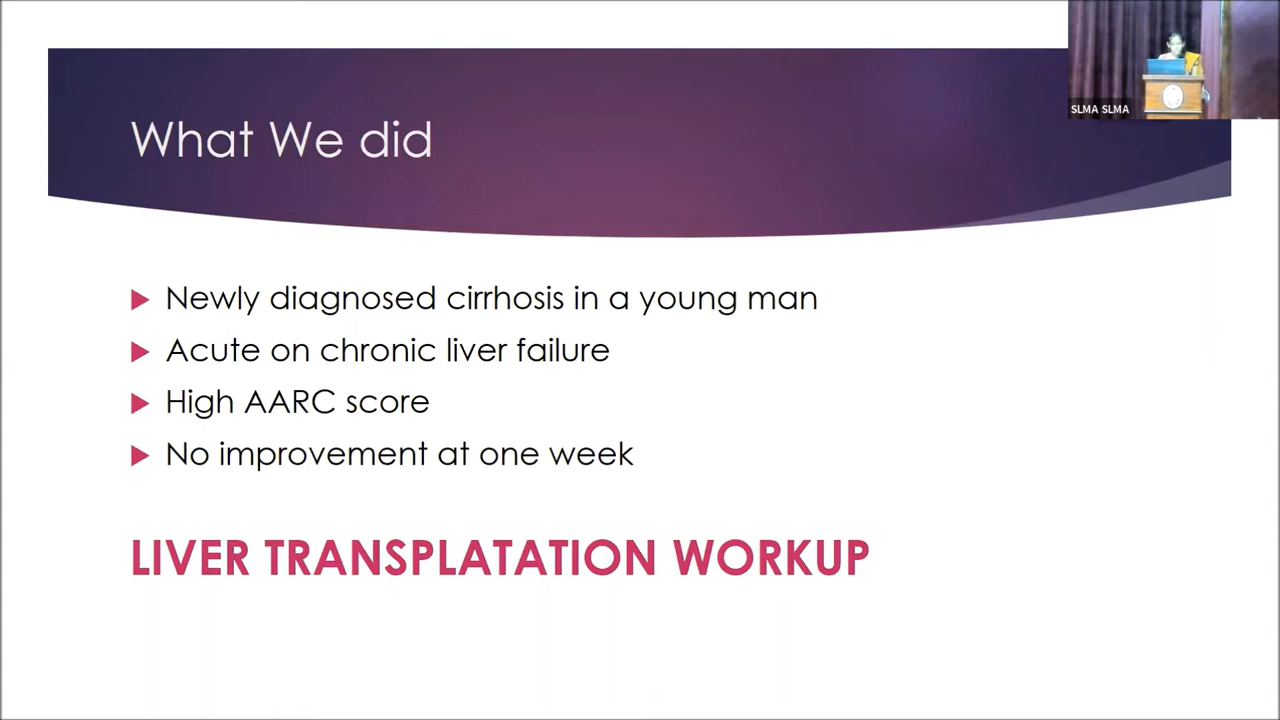 What We did
SLMA SLMA
Newly diagnosed cirrhosis in a young man
Acute on chronic liver failure
High AARC score
No improvement at one week
LIVER TRANSPLATATION WORKUP